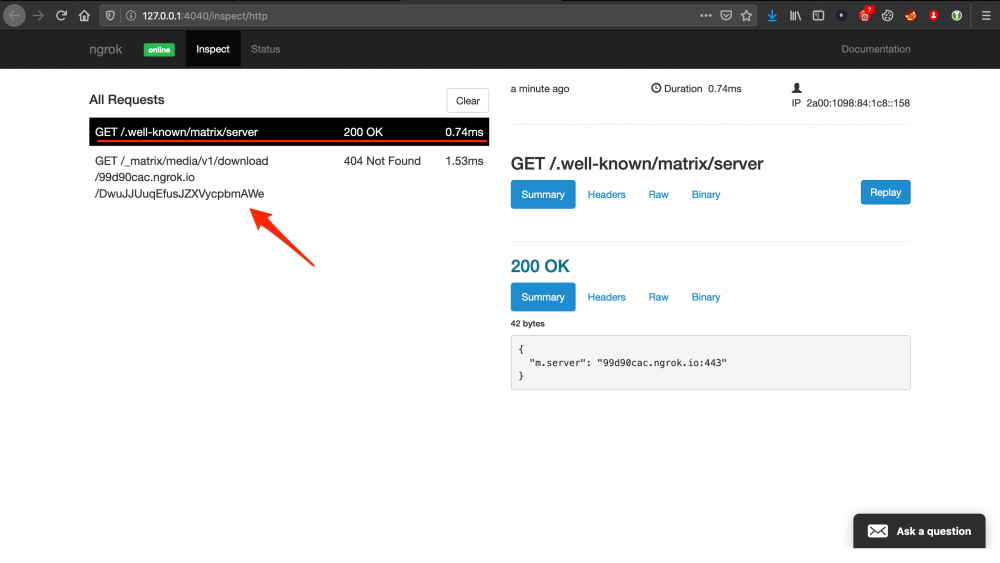 127.0.0.1:4040/inspect/http
7
ngrok online Inspect Status Documentation
All Requests
Clear
GET /.well-known/matrix/server 200 OK 0.74ms
GET /_matrix/media/v1/download 404 Not Found 1.53ms
/99d90cac.ngrok.io
/DwuJJUuqEfusJZXVycpbmAWe
a minute ago
Duration 0.74ms
IP 2a00:1098:84:1c8::158
GET /.well-known/matrix/server
Summary Headers Raw Binary
Replay
200 OK
Summary Headers Raw Binary
42 bytes
{
"m.server": "99d90cac.ngrok.io:443"
}
Ask a question